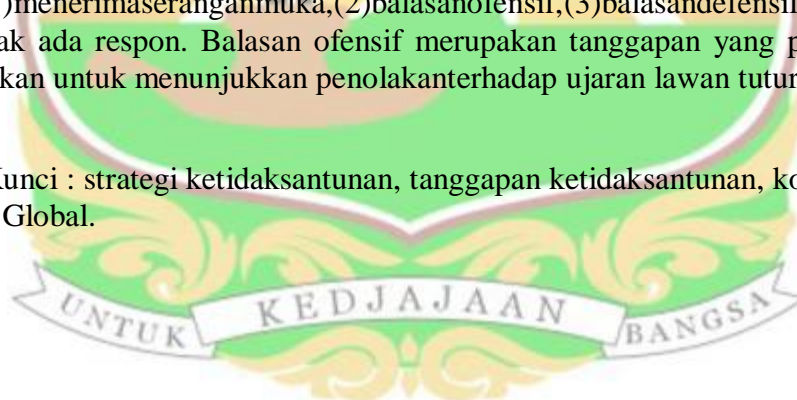 )menerimaseranganmuka,(2)balasanofensif,(3)balasandefensif
ak ada respon. Balasan ofensif merupakan tanggapan yang p
kan untuk menunjukkan penolakanterhadap ujaran lawan tutur
Kunci : strategi ketidaksantunan, tanggapan ketidaksantunan, ko
Global.
UNTUK KEDJAJAAN BANGSA